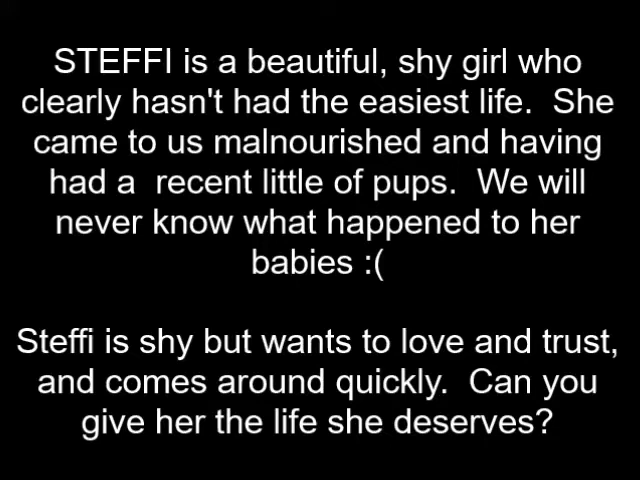 STEFFI is a beautiful, shy girl who
clearly hasn't had the easiest life.  She
came to us malnourished and having
had a  recent little of pups.  We will
never know what happened to her
babies :(
Steffi is shy but wants to love and trust,
and comes around quickly.  Can you
give her the life she deserves?